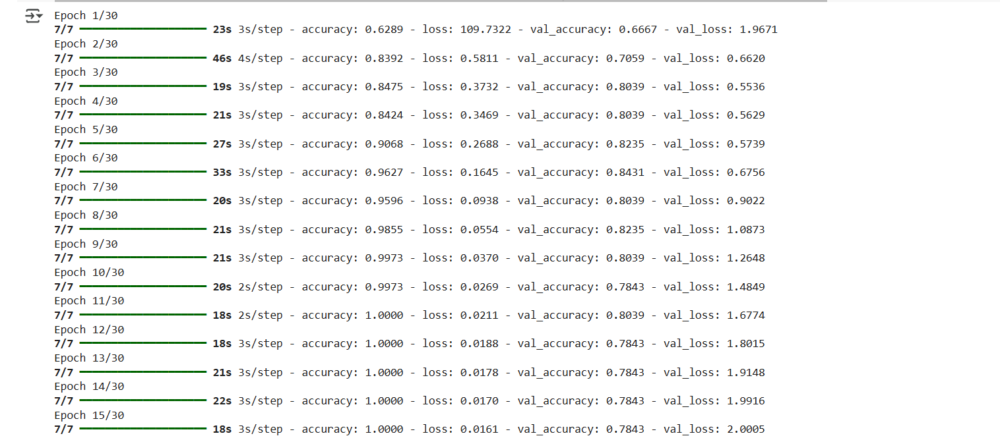 Epoch 1/30
7/7 ━━━━━━━━━━━━━━━━━━━━ 23s 3s/step - accuracy: 0.6289 - loss: 109.7322 - val_accuracy: 0.6667 - val_loss: 1.9671
Epoch 2/30
7/7 ━━━━━━━━━━━━━━━━━━━━ 46s 4s/step - accuracy: 0.8392 - loss: 0.5811 - val_accuracy: 0.7059 - val_loss: 0.6620
Epoch 3/30
7/7 ━━━━━━━━━━━━━━━━━━━━ 19s 3s/step - accuracy: 0.8475 - loss: 0.3732 - val_accuracy: 0.8039 - val_loss: 0.5536
Epoch 4/30
7/7 ━━━━━━━━━━━━━━━━━━━━ 21s 3s/step - accuracy: 0.8424 - loss: 0.3469 - val_accuracy: 0.8039 - val_loss: 0.5629
Epoch 5/30
7/7 ━━━━━━━━━━━━━━━━━━━━ 27s 3s/step - accuracy: 0.9068 - loss: 0.2688 - val_accuracy: 0.8235 - val_loss: 0.5739
Epoch 6/30
7/7 ━━━━━━━━━━━━━━━━━━━━ 33s 3s/step - accuracy: 0.9627 - loss: 0.1645 - val_accuracy: 0.8431 - val_loss: 0.6756
Epoch 7/30
7/7 ━━━━━━━━━━━━━━━━━━━━ 20s 3s/step - accuracy: 0.9596 - loss: 0.0938 - val_accuracy: 0.8039 - val_loss: 0.9022
Epoch 8/30
7/7 ━━━━━━━━━━━━━━━━━━━━ 21s 3s/step - accuracy: 0.9855 - loss: 0.0554 - val_accuracy: 0.8235 - val_loss: 1.0873
Epoch 9/30
7/7 ━━━━━━━━━━━━━━━━━━━━ 21s 3s/step - accuracy: 0.9973 - loss: 0.0370 - val_accuracy: 0.8039 - val_loss: 1.2648
Epoch 10/30
7/7 ━━━━━━━━━━━━━━━━━━━━ 20s 2s/step - accuracy: 0.9973 - loss: 0.0269 - val_accuracy: 0.7843 - val_loss: 1.4849
Epoch 11/30
7/7 ━━━━━━━━━━━━━━━━━━━━ 18s 2s/step - accuracy: 1.0000 - loss: 0.0211 - val_accuracy: 0.8039 - val_loss: 1.6774
Epoch 12/30
7/7 ━━━━━━━━━━━━━━━━━━━━ 18s 3s/step - accuracy: 1.0000 - loss: 0.0188 - val_accuracy: 0.7843 - val_loss: 1.8015
Epoch 13/30
7/7 ━━━━━━━━━━━━━━━━━━━━ 21s 3s/step - accuracy: 1.0000 - loss: 0.0178 - val_accuracy: 0.7843 - val_loss: 1.9148
Epoch 14/30
7/7 ━━━━━━━━━━━━━━━━━━━━ 22s 3s/step - accuracy: 1.0000 - loss: 0.0170 - val_accuracy: 0.7843 - val_loss: 1.9916
Epoch 15/30
7/7 ━━━━━━━━━━━━━━━━━━━━ 18s 3s/step - accuracy: 1.0000 - loss: 0.0161 - val_accuracy: 0.7843 - val_loss: 2.0005